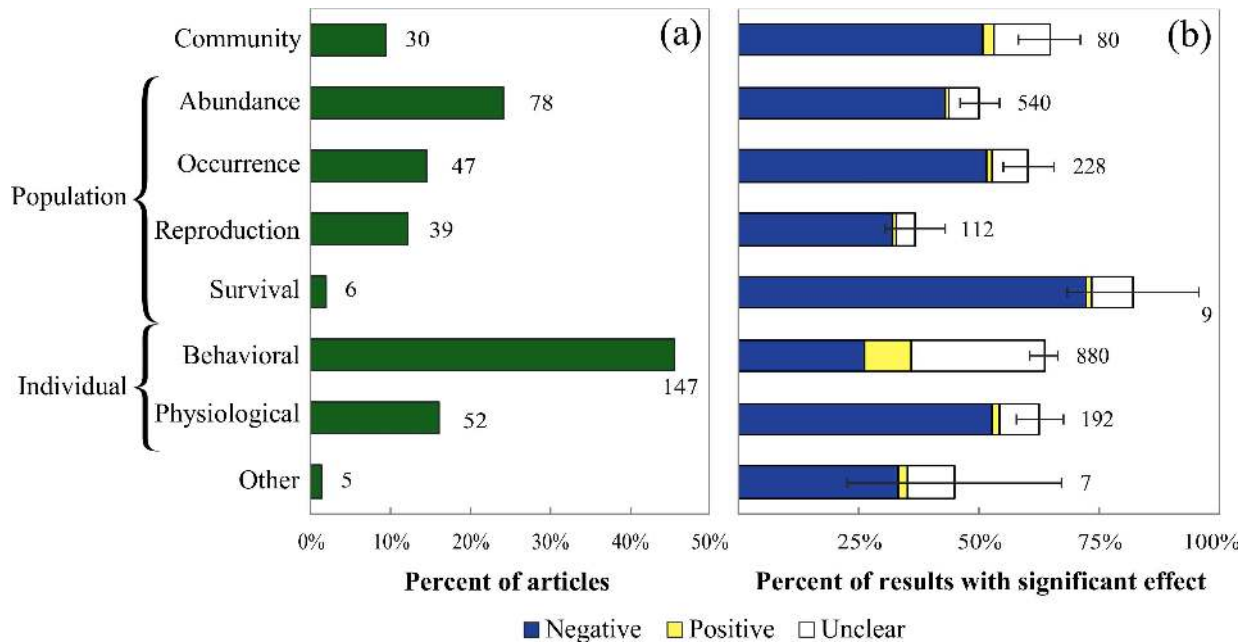 (a)
(b)
Community 30 80
Abundance 78 540
Occurrence 47 228
Population
Reproduction 39 112
Survival 6 9
Behavioral 147 880
Individual
Physiological 52 192
Other 5 7
0% 10% 20% 30% 40% 50% 25% 50% 75% 100%
Percent of articles Percent of results with significant effect
Negative Positive Unclear